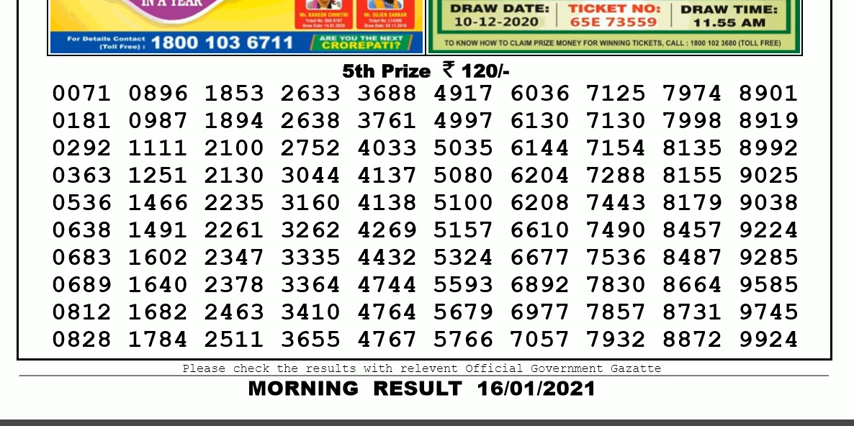 IN A YEAR
For Details Contact (Toll Free) : 1800 103 6711
ARE YOU THE NEXT CROREPATI?
DRAW DATE: 10-12-2020
TICKET NO: 65E 73559
DRAW TIME: 11.55 AM
TO KNOW HOW TO CLAIM PRIZE MONEY FOR WINNING TICKETS, CALL : 1800 102 3680 (TOLL FREE)
5th Prize ₹ 120/-
0071 0896 1853 2633 3688 4917 6036 7125 7974 8901
0181 0987 1894 2638 3761 4997 6130 7130 7998 8919
0292 1111 2100 2752 4033 5035 6144 7154 8135 8992
0363 1251 2130 3044 4137 5080 6204 7288 8155 9025
0536 1466 2235 3160 4138 5100 6208 7443 8179 9038
0638 1491 2261 3262 4269 5157 6610 7490 8457 9224
0683 1602 2347 3335 4432 5324 6677 7536 8487 9285
0689 1640 2378 3364 4744 5593 6892 7830 8664 9585
0812 1682 2463 3410 4764 5679 6977 7857 8731 9745
0828 1784 2511 3655 4767 5766 7057 7932 8872 9924
Please check the results with relevent Official Government Gazatte
MORNING RESULT 16/01/2021